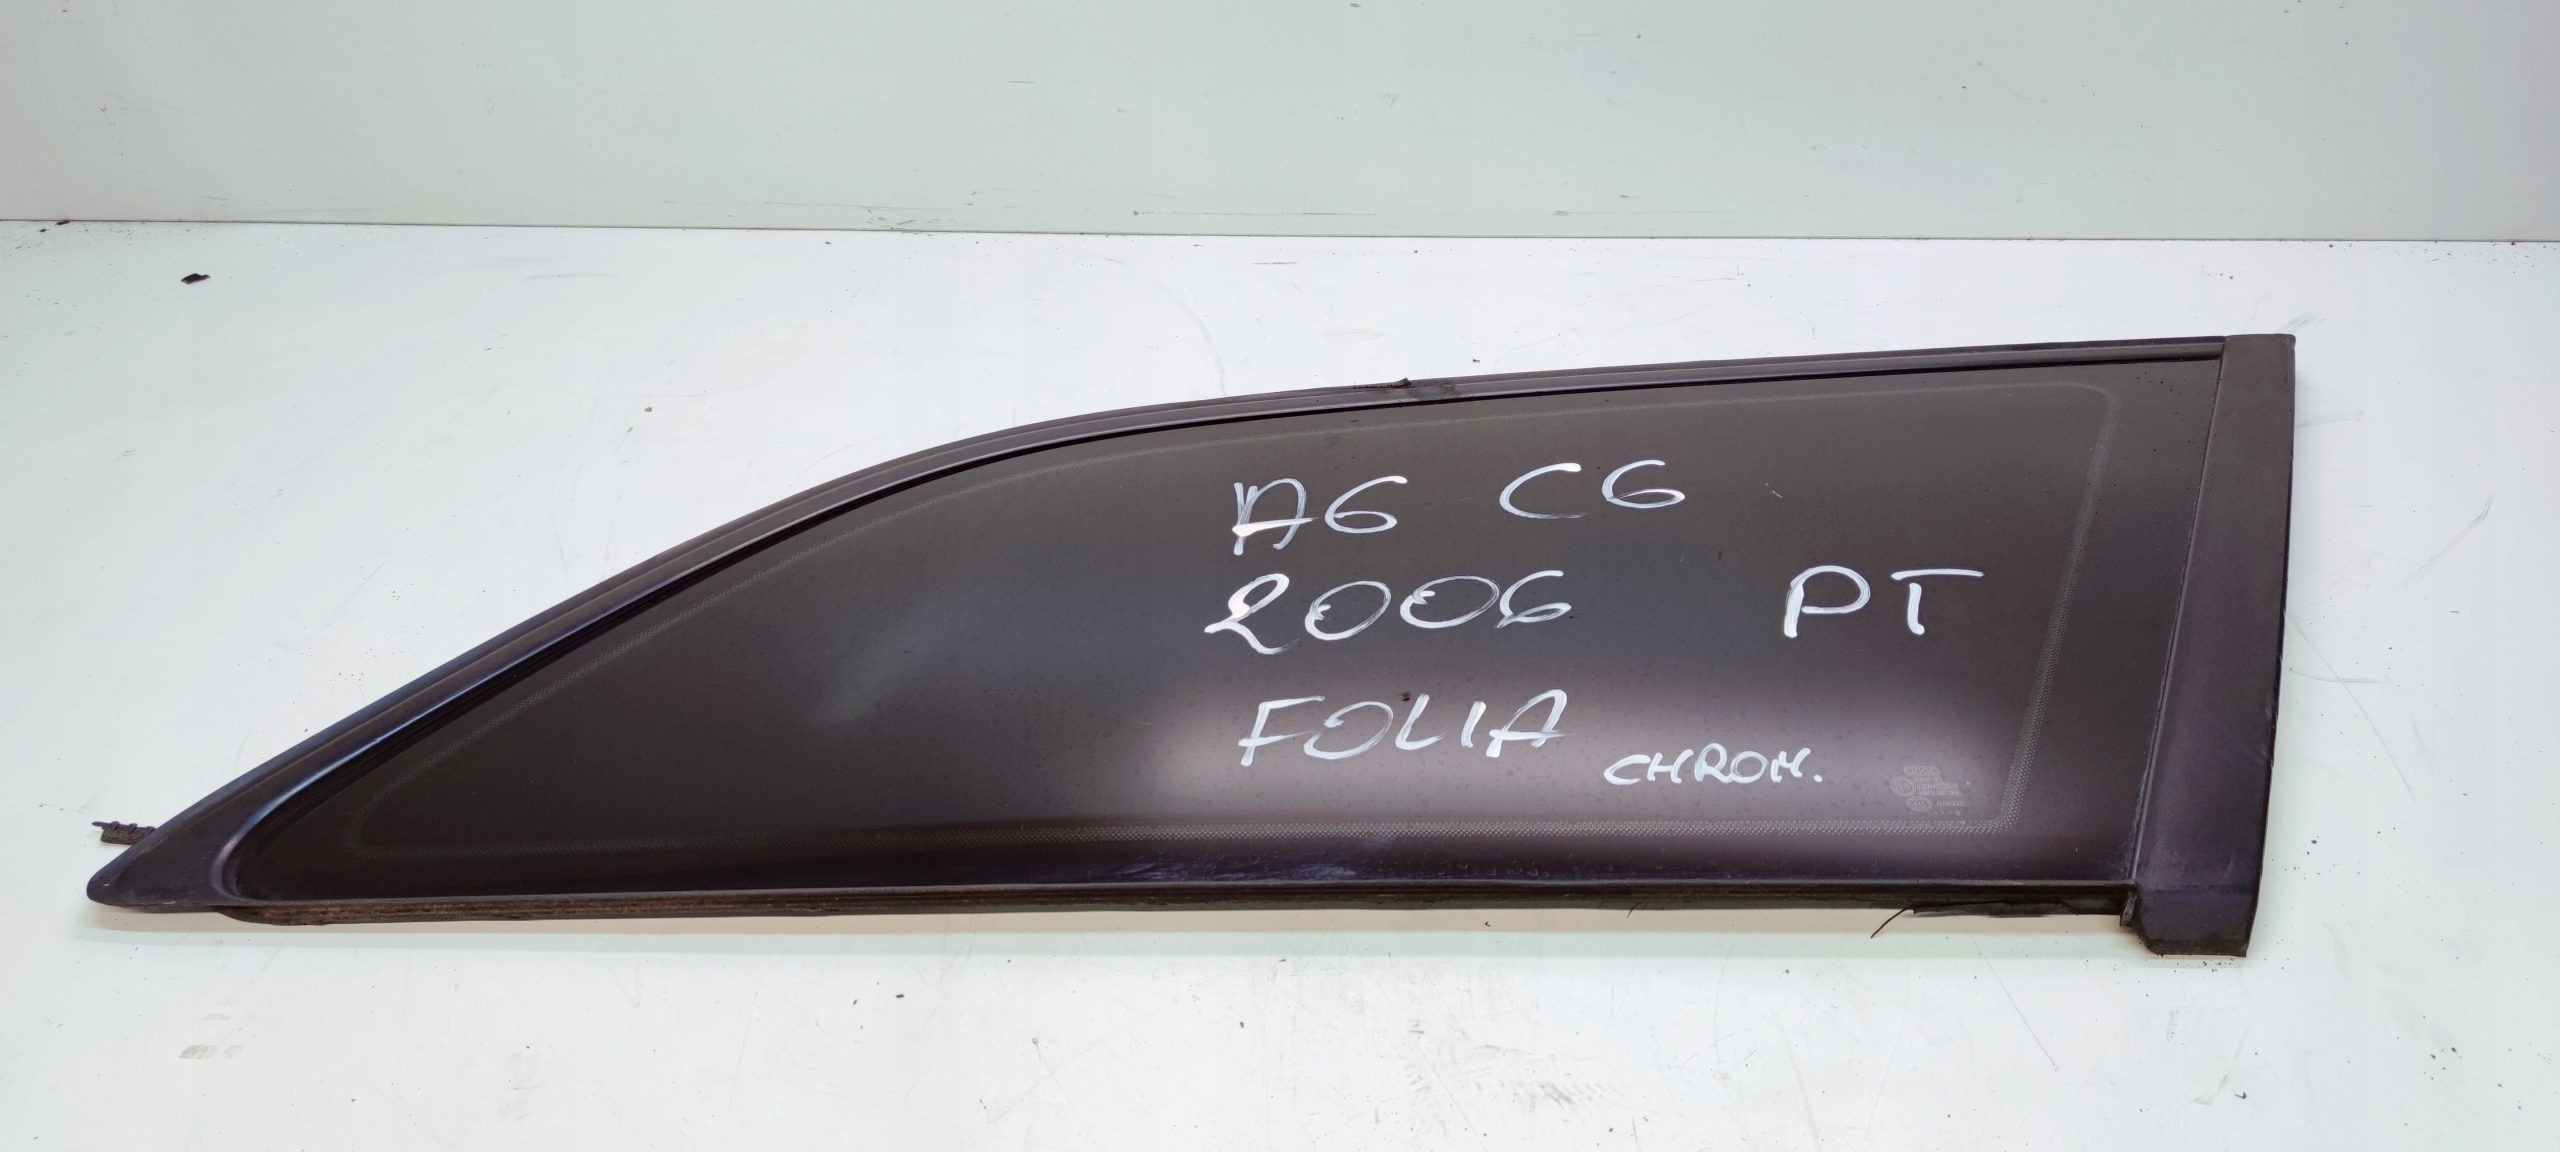 A6 C6
2006 PT
FOLIA
CHROM.